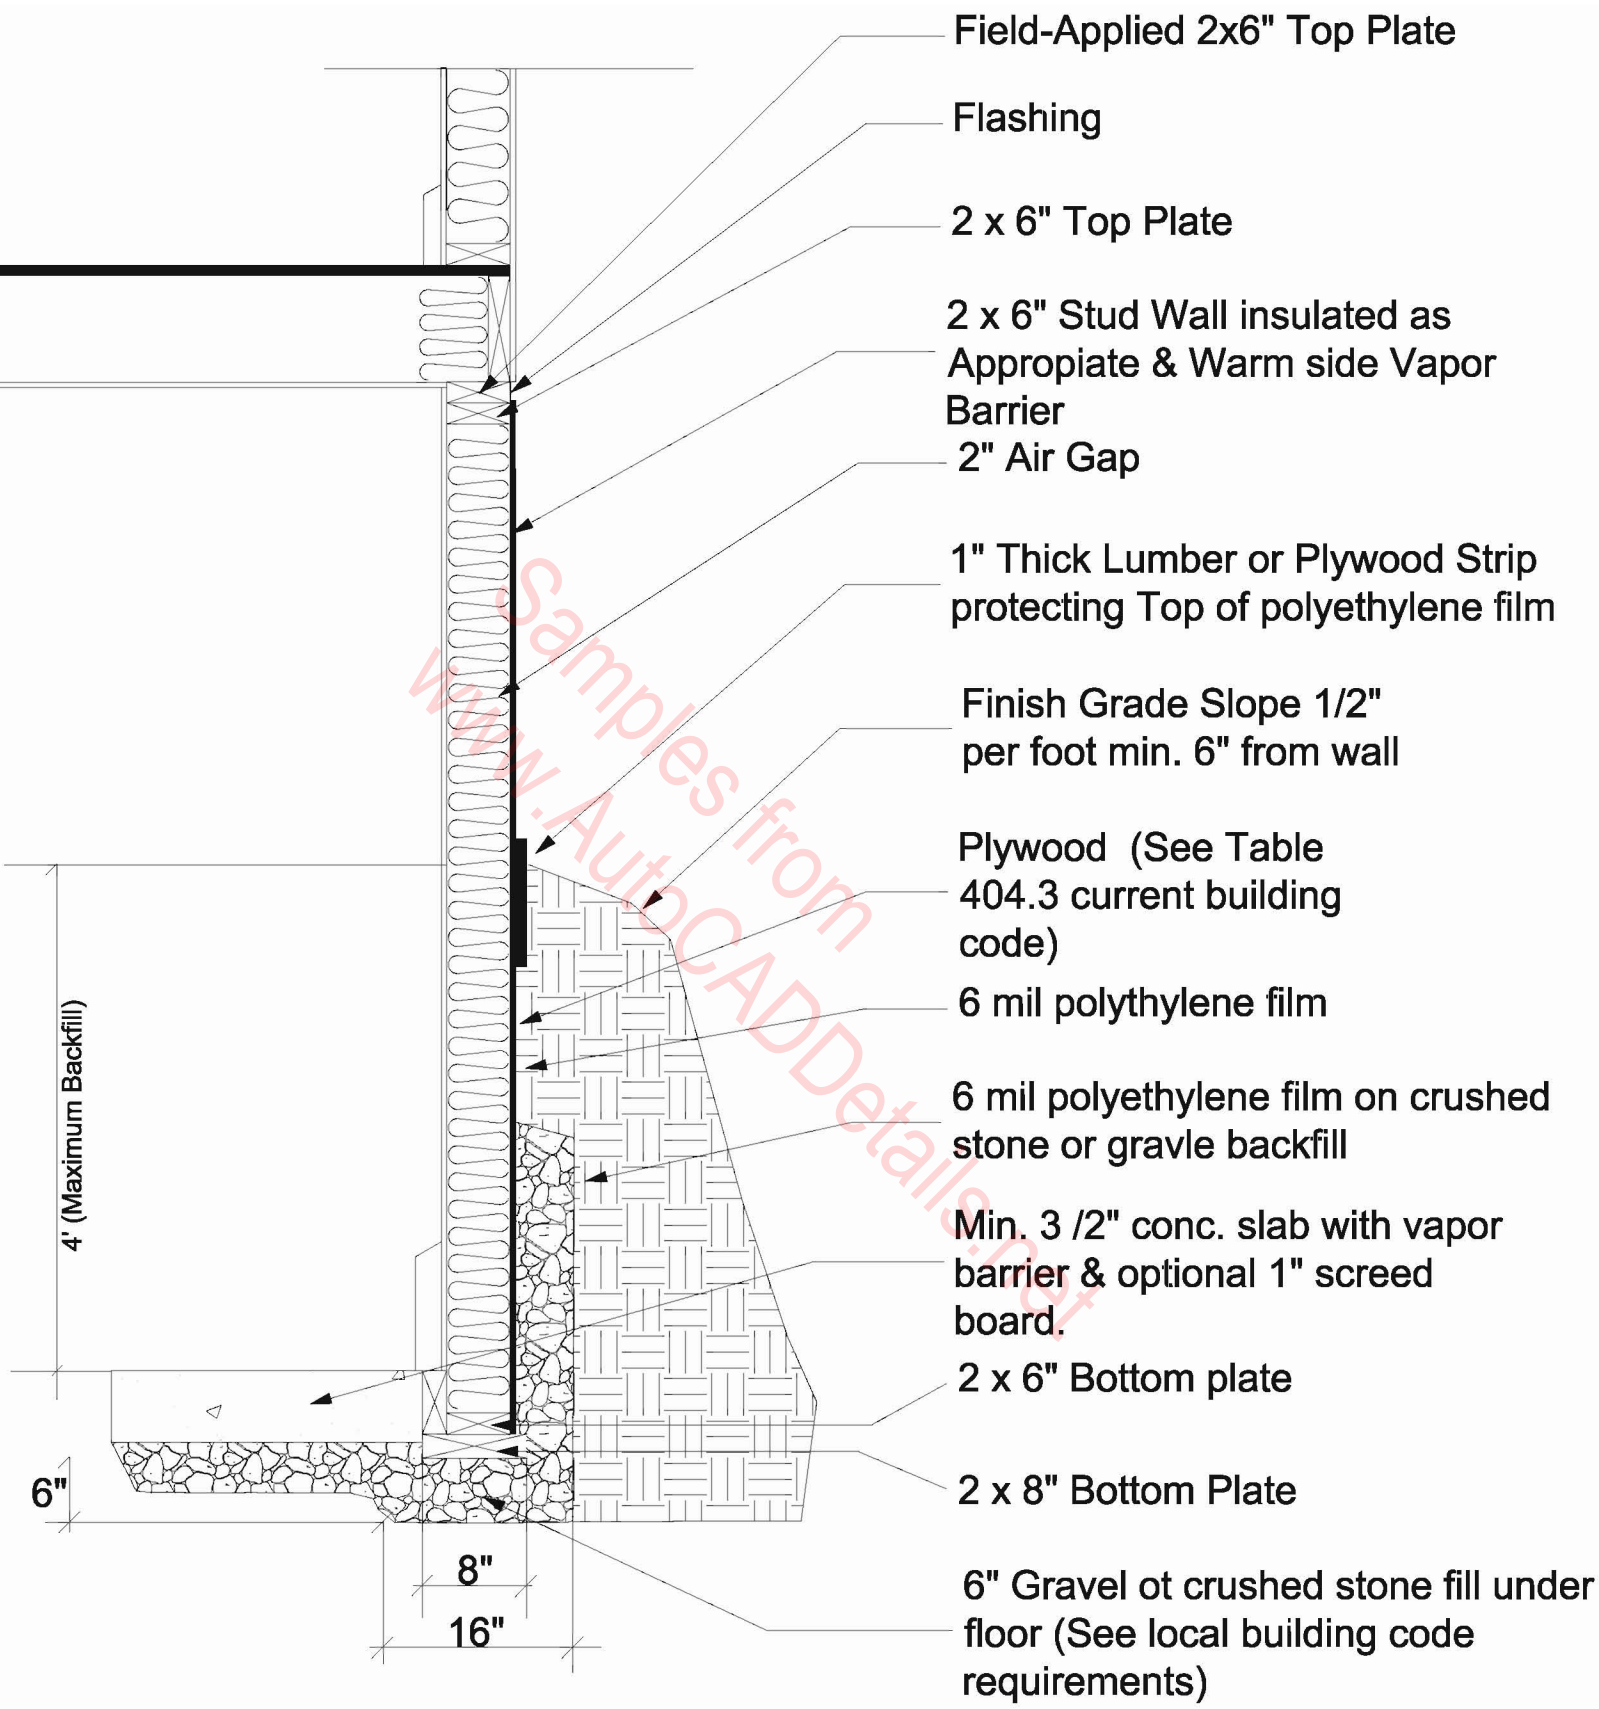 Field-Applied 2x6" Top Plate
Flashing
2 x 6" Top Plate
2 x 6" Stud Wall insulated as
Appropiate & Warm side Vapor
Barrier
2" Air Gap
1" Thick Lumber or Plywood Strip
protecting Top of polyethylene film
Finish Grade Slope 1/2"
per foot min. 6" from wall
Plywood (See Table
404.3 current building
code)
6 mil polythylene film
6 mil polyethylene film on crushed
stone or gravle backfill
Min. 3 /2" conc. slab with vapor
barrier & optional 1" screed
board.
2 x 6" Bottom plate
2 x 8" Bottom Plate
6" Gravel ot crushed stone fill under
floor (See local building code
requirements)
4' (Maximum Backfill)
6"
8"
16"
Samples from
www.AutoCADDetails.net